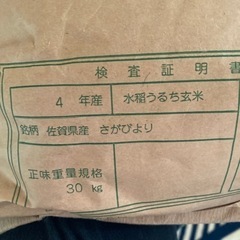 検査証明書
4 年産 水稲うるち玄米
銘柄 佐賀県産 さがびより
正味重量規格
30 kg